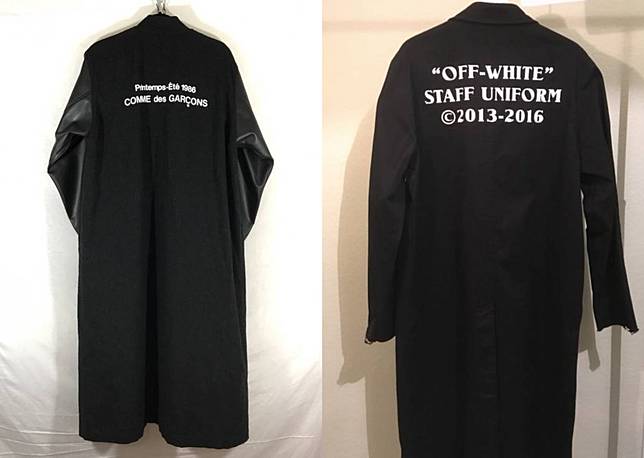 Printemps-Été 1986
COMME des GARÇONS
“OFF-WHITE”
STAFF UNIFORM
©2013-2016